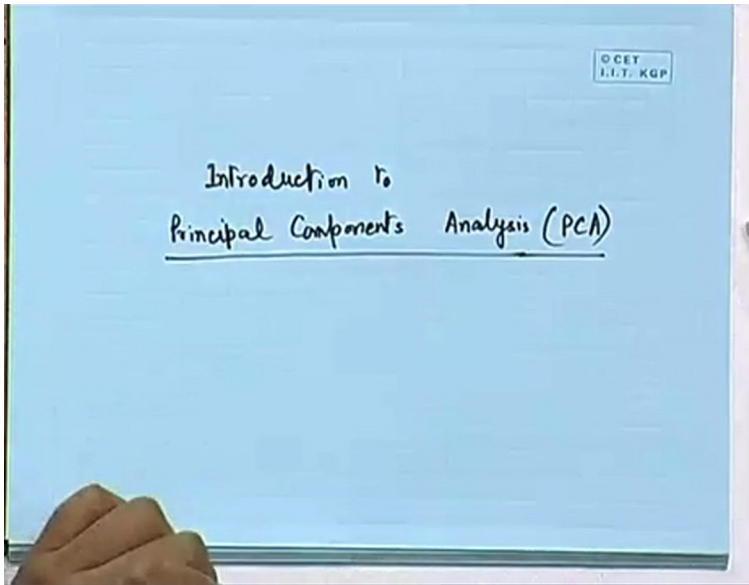 © CET
I.I.T. KGP
Introduction to
Principal Components Analysis (PCA)